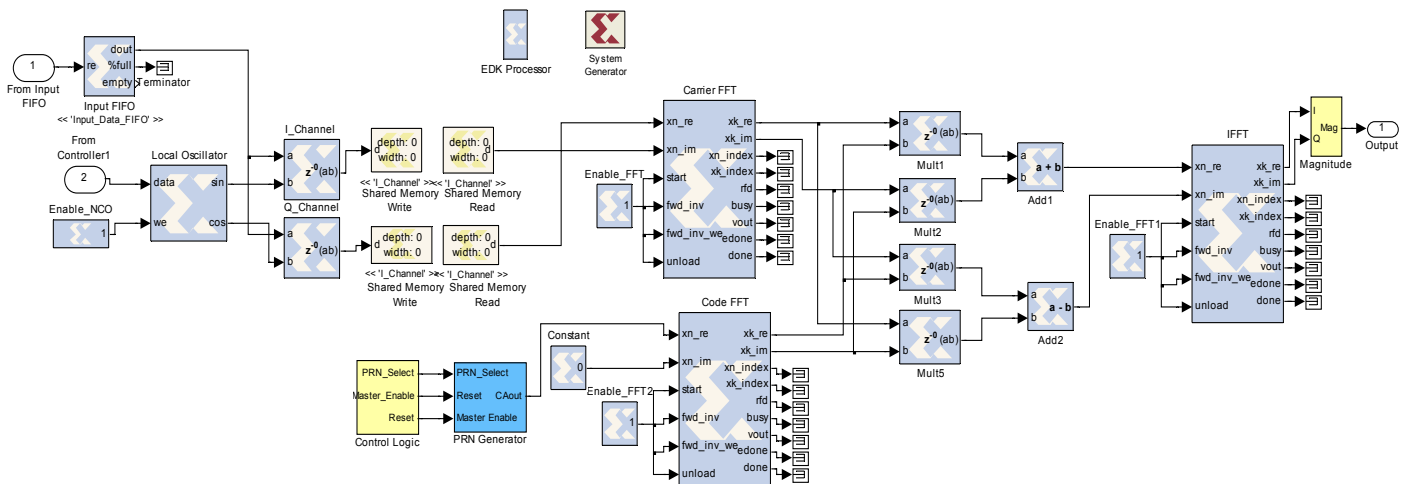 1
From Input
FIFO
re
dout
%full
empty
Terminator
Input FIFO
<< 'Input_Data_FIFO' >>
From
Controller1
2
Enable_NCO
1
Local Oscillator
data
we
sin
cos
I_Channel
a
b
z-0(ab)
Q_Channel
a
b
z-0(ab)
d
depth: 0
width: 0
<< 'I_Channel' >>
Shared Memory
Write
depth: 0
width: 0
d
<< 'I_Channel' >>
Shared Memory
Read
d
depth: 0
width: 0
<< 'I_Channel' >>
Shared Memory
Write
depth: 0
width: 0
d
<< 'I_Channel' >>
Shared Memory
Read
EDK Processor
System
Generator
Carrier FFT
xn_re
xn_im
start
fwd_inv
fwd_inv_we
unload
xk_re
xk_im
xn_index
xk_index
rfd
busy
vout
edone
done
Enable_FFT
1
Code FFT
xn_re
xn_im
start
fwd_inv
fwd_inv_we
unload
xk_re
xk_im
xn_index
xk_index
rfd
busy
vout
edone
done
Constant
0
Enable_FFT2
1
PRN_Select
Master_Enable
Reset
Control Logic
PRN_Select
Reset
Master Enable
CAout
PRN Generator
a
b
z-0(ab)
Mult1
a
b
z-0(ab)
Mult2
a
b
z-0(ab)
Mult3
a
b
z-0(ab)
Mult5
a
b
a + b
Add1
a
b
a - b
Add2
Enable_FFT1
1
IFFT
xn_re
xn_im
start
fwd_inv
fwd_inv_we
unload
xk_re
xk_im
xn_index
xk_index
rfd
busy
vout
edone
done
I
Q
Mag
Magnitude
1
Output